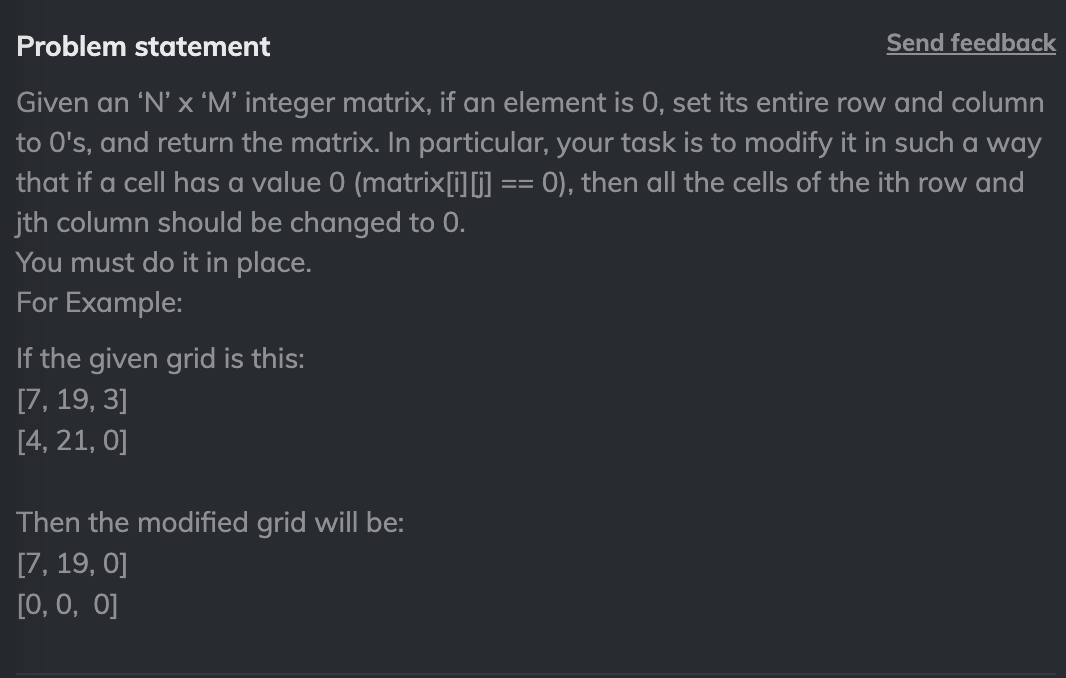 Problem statement
Send feedback
Given an ‘N’ x ‘M’ integer matrix, if an element is 0, set its entire row and column
to 0's, and return the matrix. In particular, your task is to modify it in such a way
that if a cell has a value 0 (matrix[i][j] == 0), then all the cells of the ith row and
jth column should be changed to 0.
You must do it in place.
For Example:
If the given grid is this:
[7, 19, 3]
[4, 21, 0]
Then the modified grid will be:
[7, 19, 0]
[0, 0,  0]